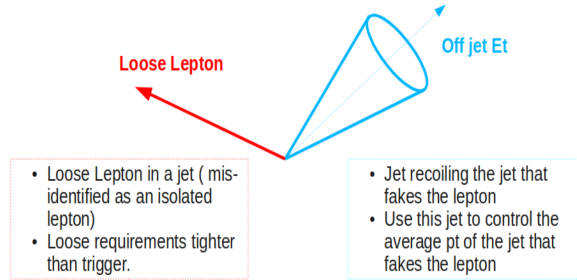 Off jet Et
Loose Lepton
• Loose Lepton in a jet ( mis-
identified as an isolated
lepton)
• Loose requirements tighter
than trigger.
• Jet recoiling the jet that
fakes the lepton
• Use this jet to control the
average pt of the jet that
fakes the lepton